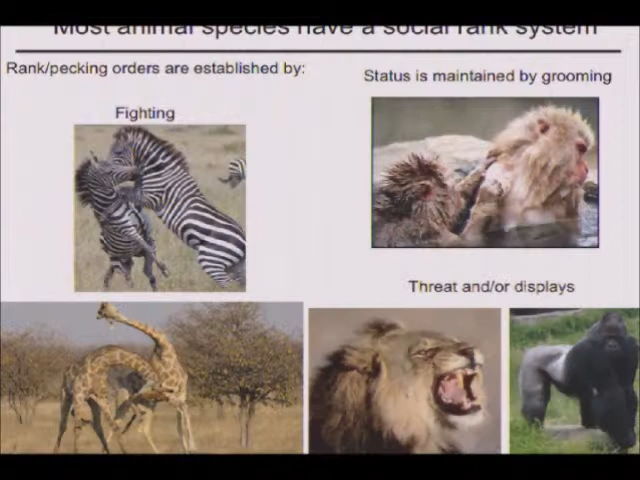 Most animal species have a social rank system
Rank/pecking orders are established by:
Status is maintained by grooming
Fighting
Threat and/or displays